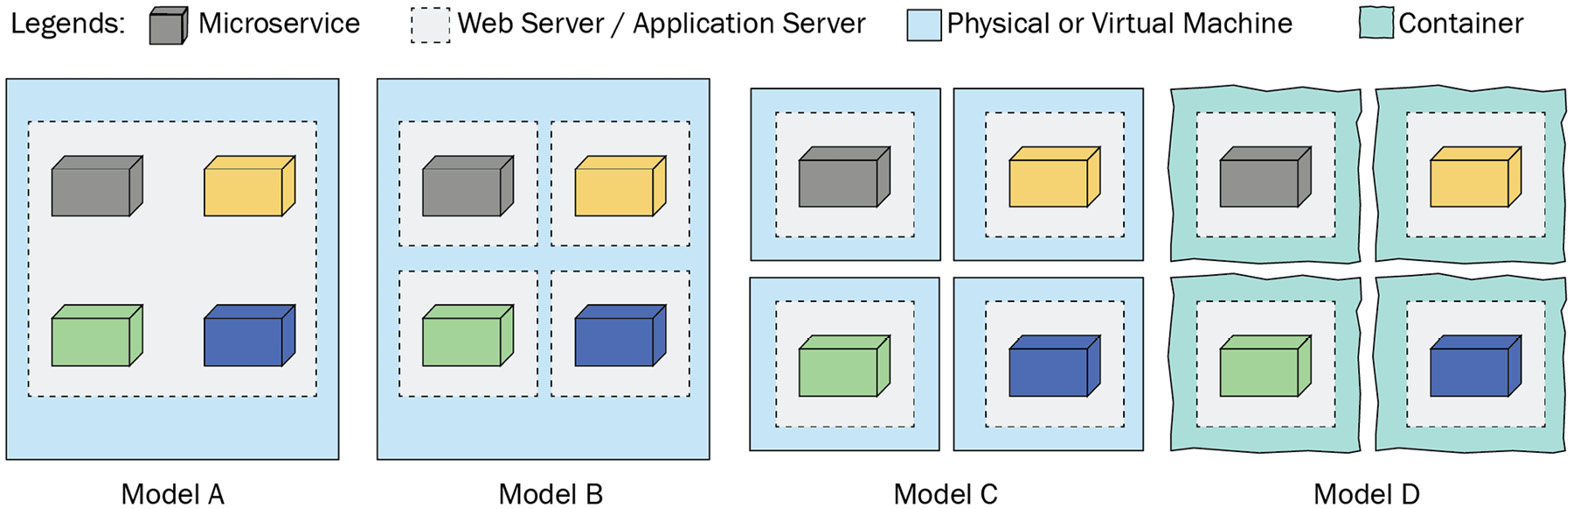 Legends: Microservice Web Server / Application Server Physical or Virtual Machine Container
Model A Model B Model C Model D